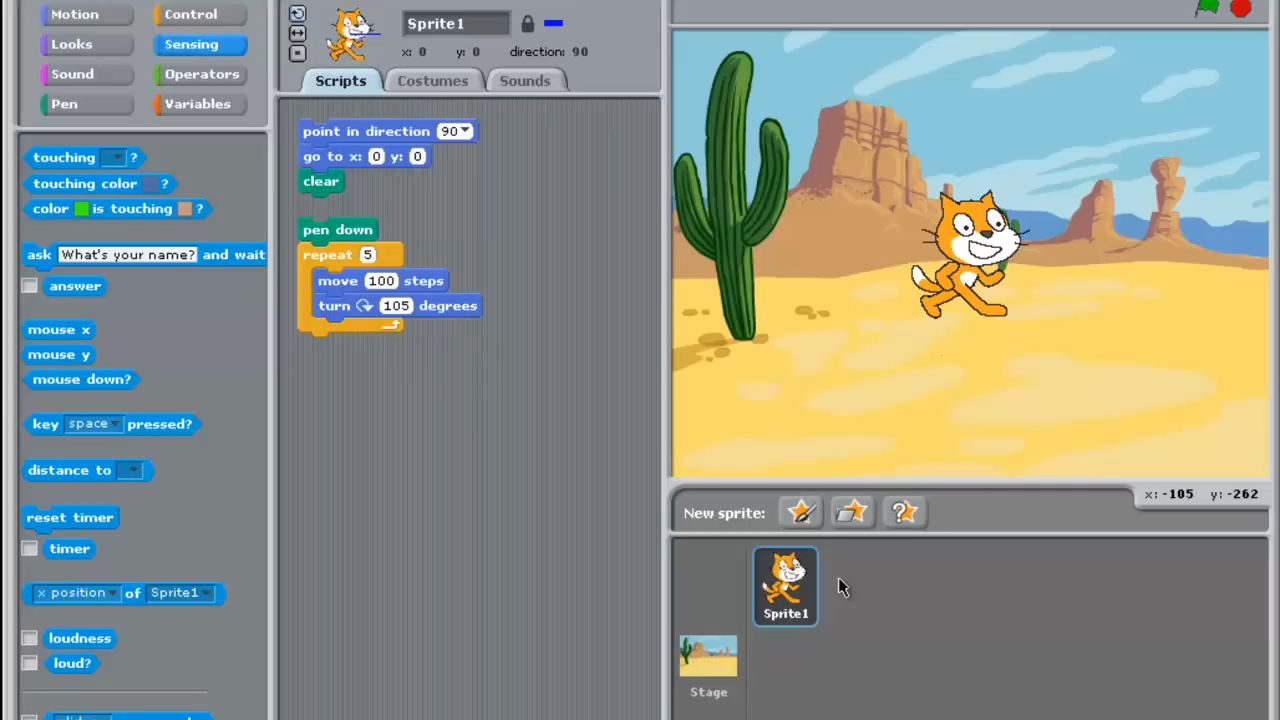 Motion
Control
Looks
Sensing
Sound
Operators
Pen
Variables
touching ?
touching color ?
color is touching ?
ask What's your name? and wait
answer
mouse x
mouse y
mouse down?
key space pressed?
distance to
reset timer
timer
x position of Sprite1
loudness
loud?
Sprite1
x: 0 y: 0 direction: 90
Scripts Costumes Sounds
point in direction 90
go to x: 0 y: 0
clear
pen down
repeat 5
move 100 steps
turn 105 degrees
x: -105 y: -262
New sprite:
Sprite1
Stage